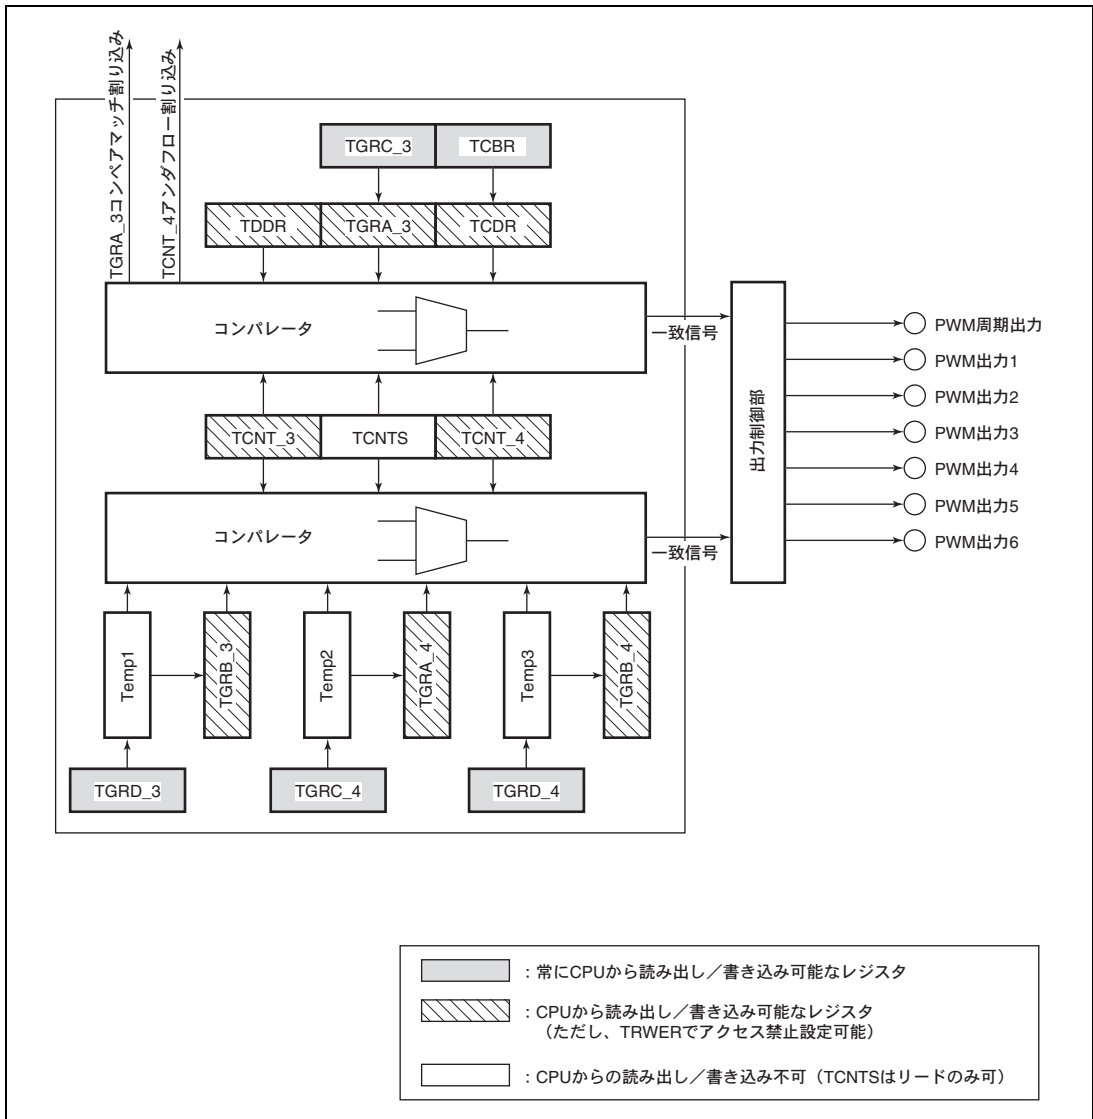 TGRA_3コンペアマッチ割り込み
TCNT_4アンダフロー割り込み
TGRC_3
TCBR
TDDR
TGRA_3
TCDR
コンパレータ
一致信号
TCNT_3
TCNTS
TCNT_4
コンパレータ
一致信号
出力制御部
PWM周期出力
PWM出力1
PWM出力2
PWM出力3
PWM出力4
PWM出力5
PWM出力6
Temp1
TGRB_3
Temp2
TGRA_4
Temp3
TGRB_4
TGRD_3
TGRC_4
TGRD_4
：常にCPUから読み出し／書き込み可能なレジスタ
：CPUから読み出し／書き込み可能なレジスタ
（ただし、TRWERでアクセス禁止設定可能）
：CPUからの読み出し／書き込み不可（TCNTSはリードのみ可）